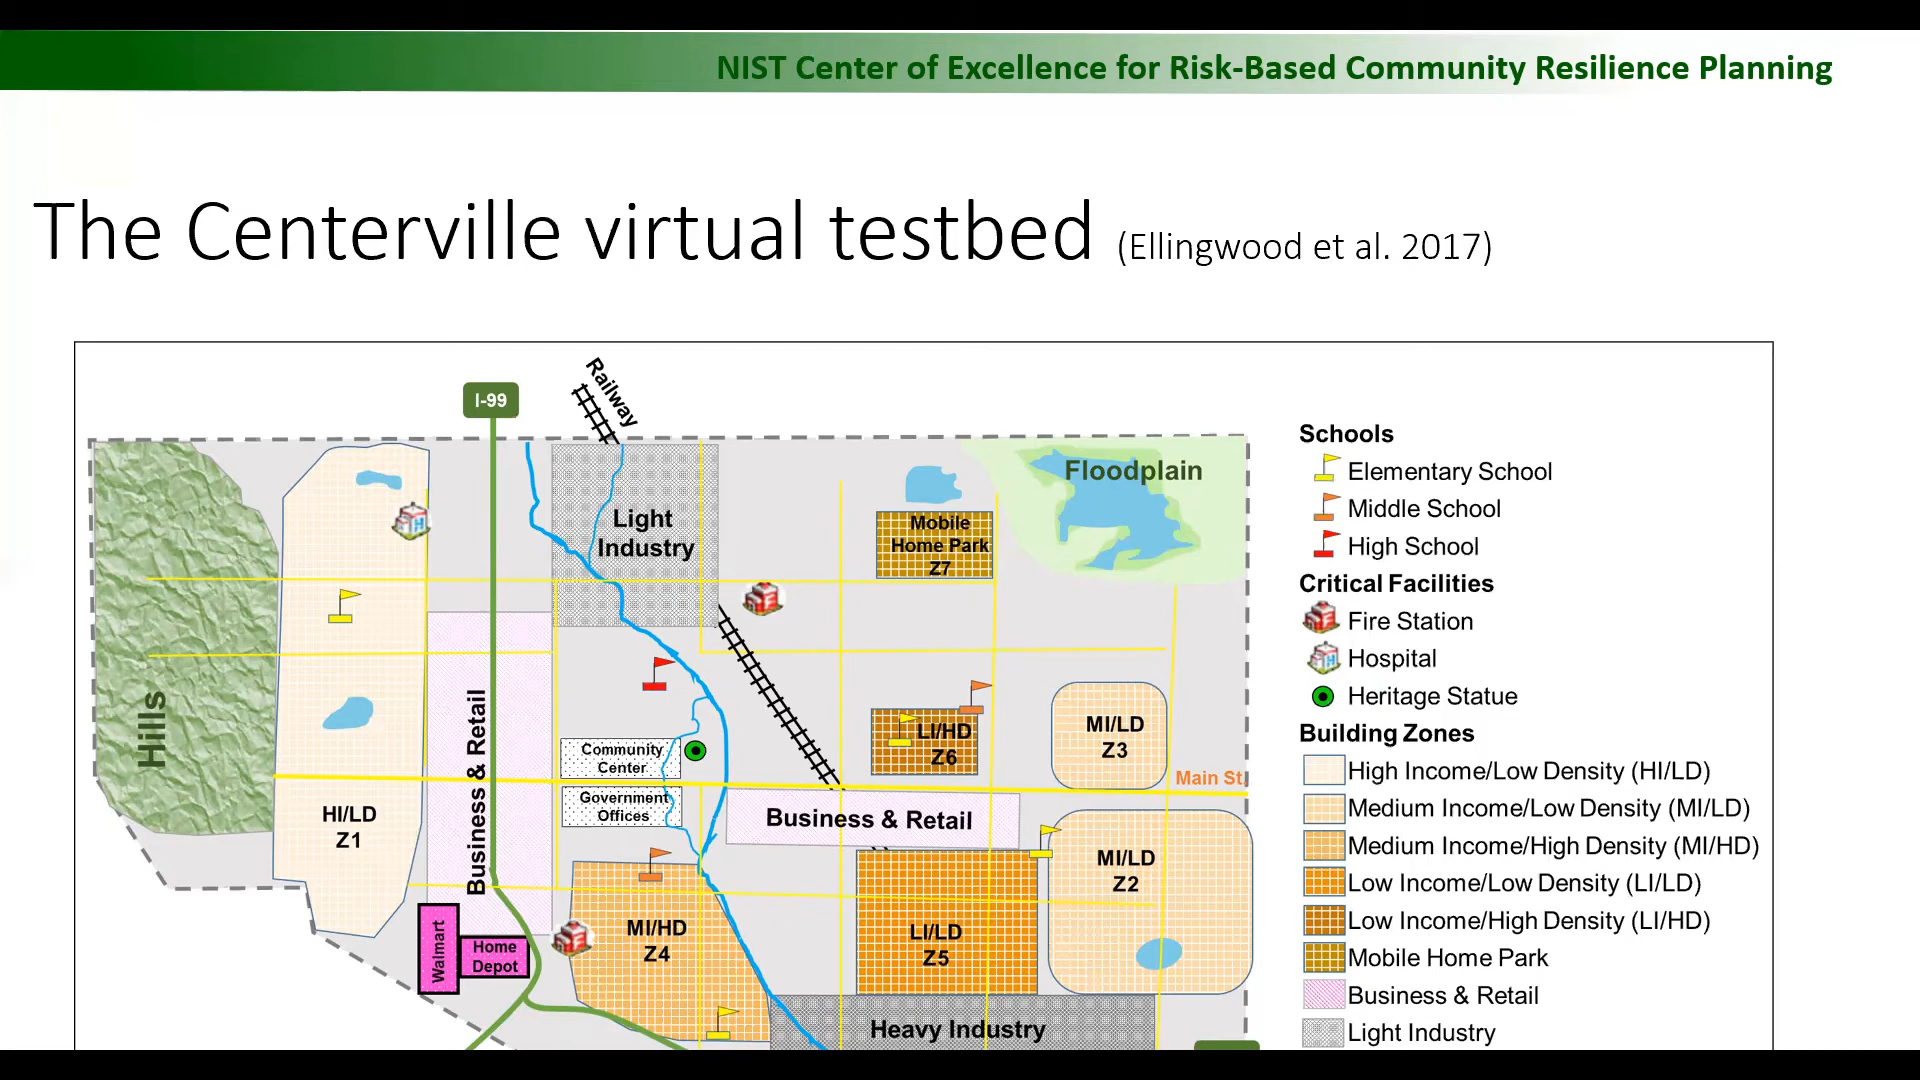 NIST Center of Excellence for Risk-Based Community Resilience Planning
The Centerville virtual testbed (Ellingwood et al. 2017)
Railway
I-99
Floodplain
Light
Industry
Mobile
Home Park
Z7
Hills
Business & Retail
LI/HD
Z6
MI/LD
Z3
Community
Center
Main St.
Government
Offices
Business & Retail
HI/LD
Z1
MI/LD
Z2
MI/HD
Z4
LI/LD
Z5
Walmart
Home
Depot
Heavy Industry
Schools
Elementary School
Middle School
High School
Critical Facilities
Fire Station
Hospital
Heritage Statue
Building Zones
High Income/Low Density (HI/LD)
Medium Income/Low Density (MI/LD)
Medium Income/High Density (MI/HD)
Low Income/Low Density (LI/LD)
Low Income/High Density (LI/HD)
Mobile Home Park
Business & Retail
Light Industry